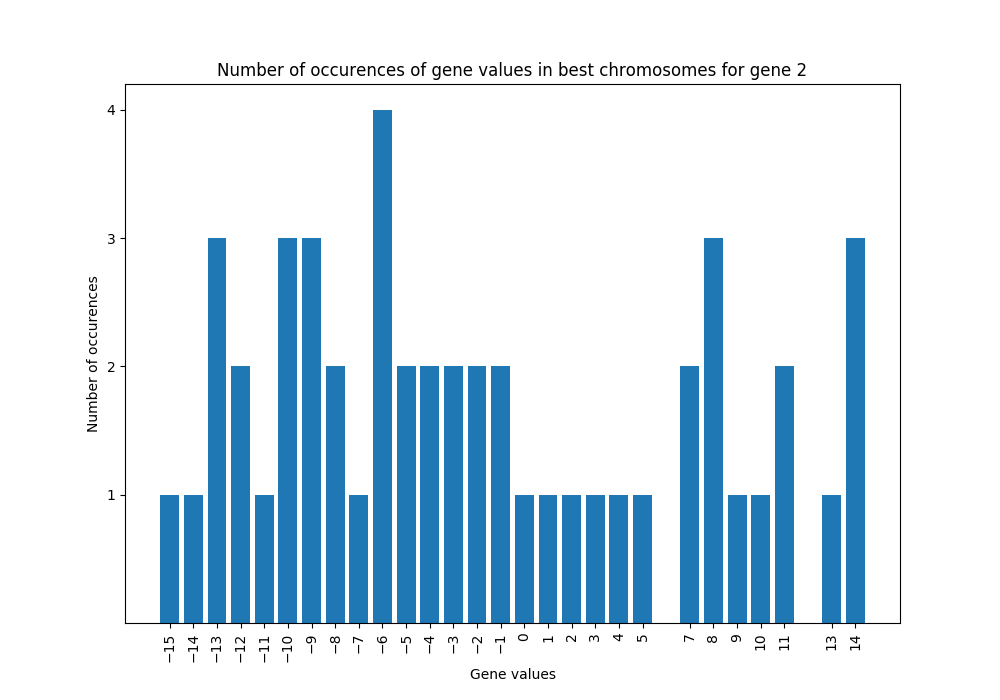 Number of occurences of gene values in best chromosomes for gene 2
4
3
2
1
Number of occurences
−15 −14 −13 −12 −11 −10 −9 −8 −7 −6 −5 −4 −3 −2 −1 0 1 2 3 4 5 7 8 9 10 11 13 14
Gene values